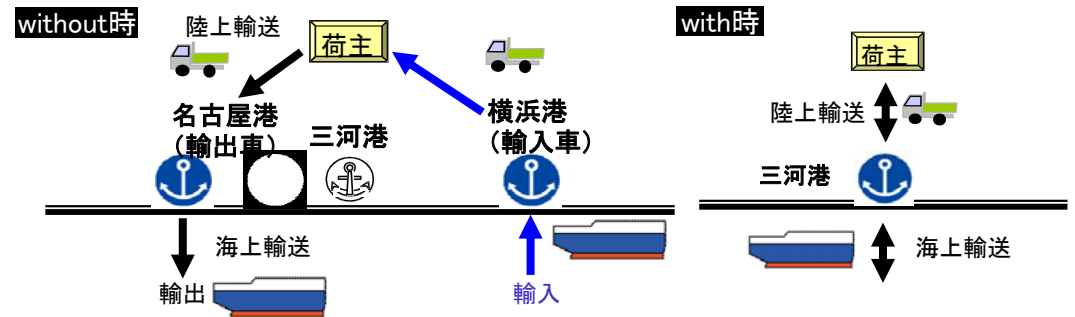 without時
陸上輸送
荷主
名古屋港
（輸出車）
三河港
横浜港
（輸入車）
海上輸送
輸出
輸入
with時
荷主
陸上輸送
三河港
海上輸送